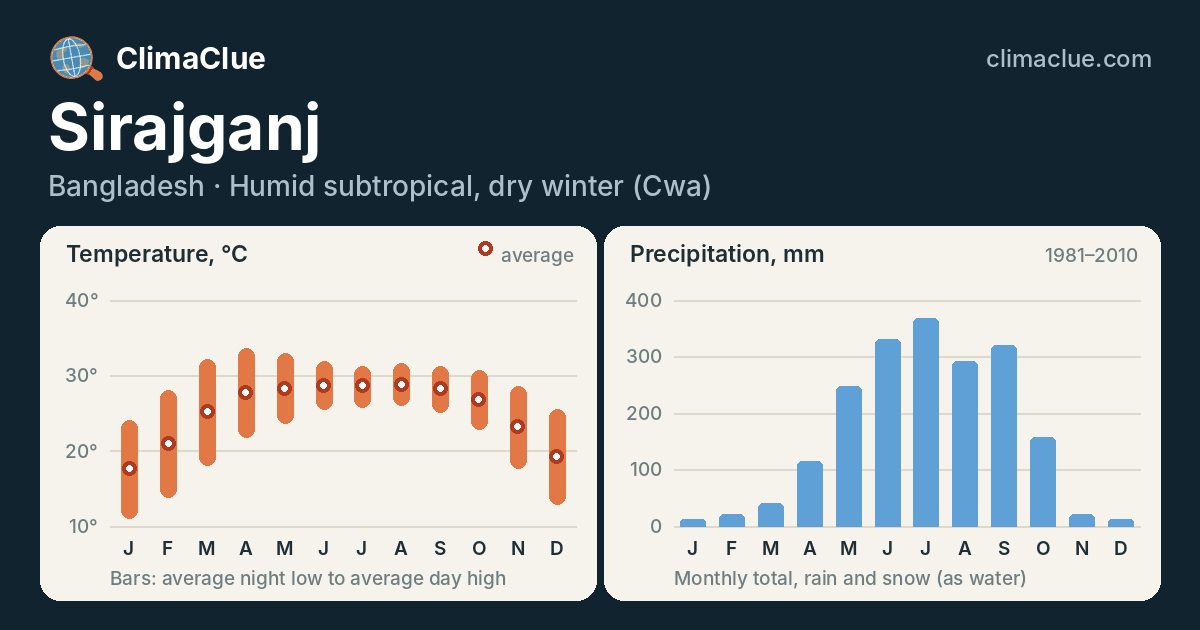 ClimaClue
climaclue.com
Sirajganj
Bangladesh · Humid subtropical, dry winter (Cwa)
Temperature, °C
average
40°
30°
20°
10°
J F M A M J J A S O N D
Bars: average night low to average day high
Precipitation, mm
1981–2010
400
300
200
100
0
J F M A M J J A S O N D
Monthly total, rain and snow (as water)